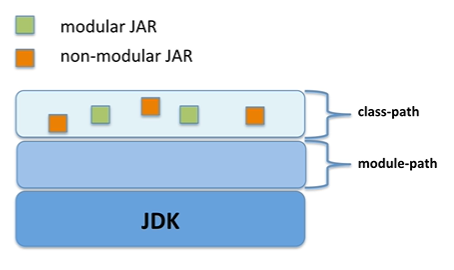 modular JAR
non-modular JAR
class-path
module-path
JDK